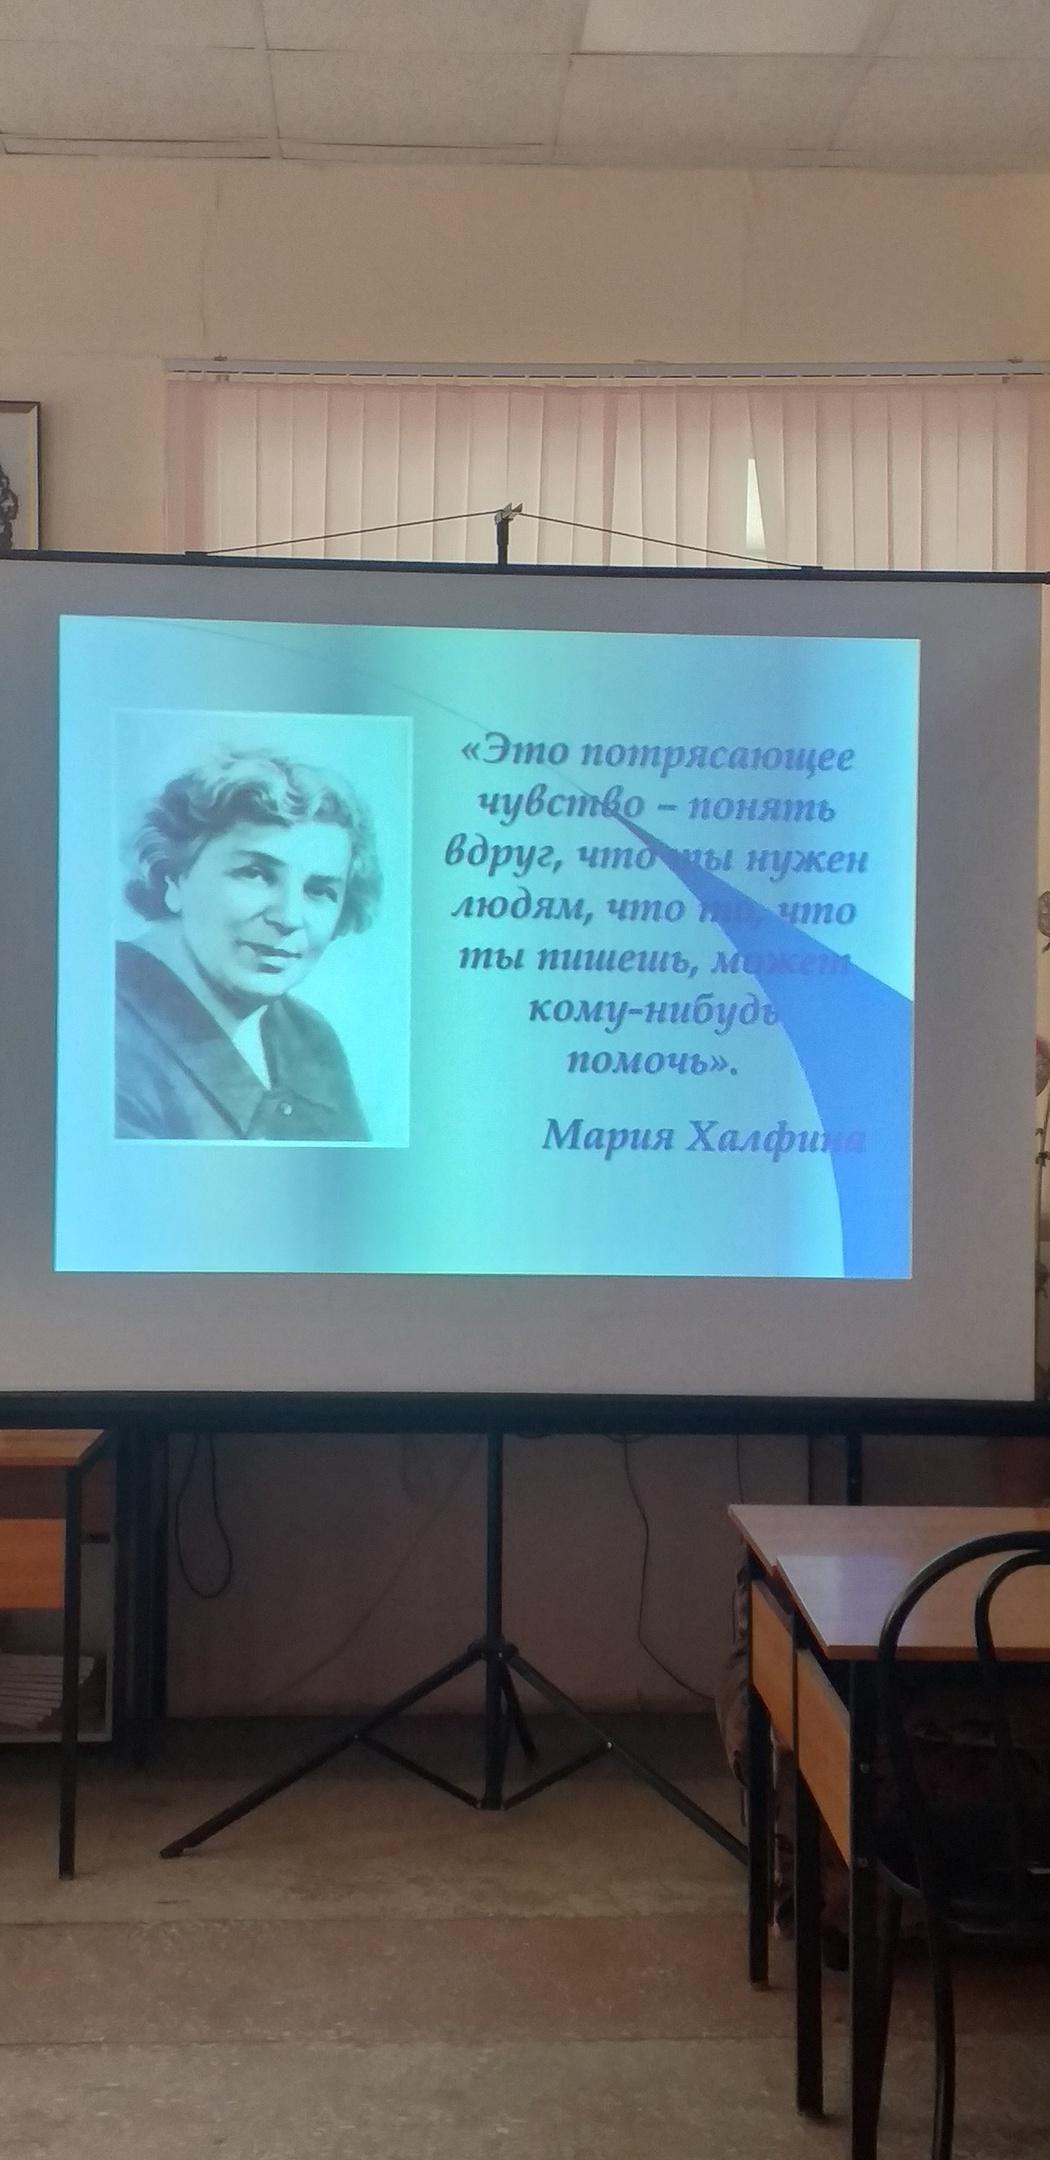 «Это потрясающее
чувство – понять
вдруг, что ты нужен
людям, что то, что
ты пишешь, может
кому-нибудь
помочь».
Мария Халфина